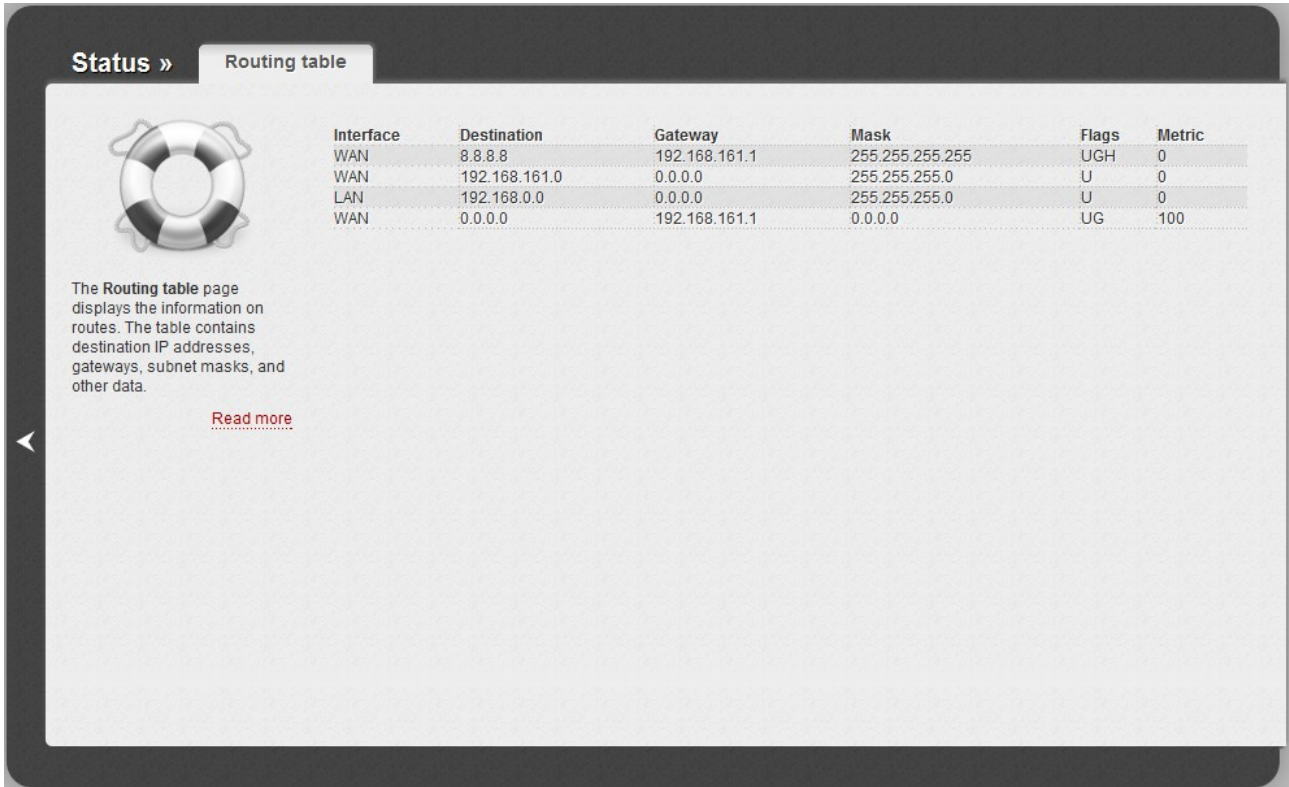 Status »
Routing table
Interface Destination Gateway Mask Flags Metric
WAN 8.8.8.8 192.168.161.1 255.255.255.255 UGH 0
WAN 192.168.161.0 0.0.0.0 255.255.255.0 U 0
LAN 192.168.0.0 0.0.0.0 255.255.255.0 U 0
WAN 0.0.0.0 192.168.161.1 0.0.0.0 UG 100
The Routing table page
displays the information on
routes. The table contains
destination IP addresses,
gateways, subnet masks, and
other data.
Read more